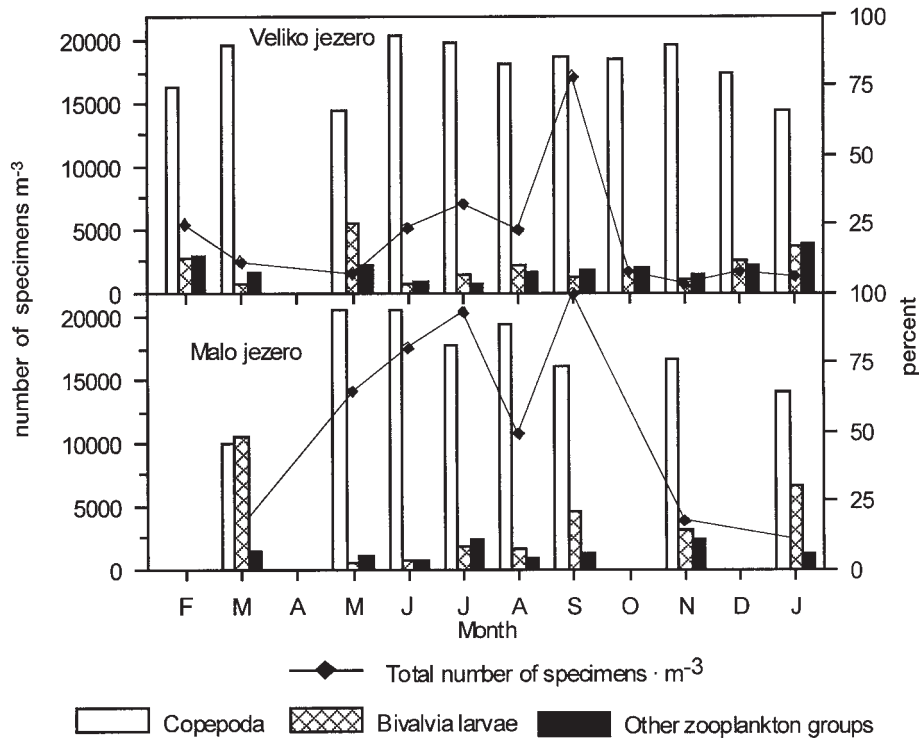 Veliko jezero
20000
15000
10000
5000
0
100
75
50
25
0
Malo jezero
20000
15000
10000
5000
0
100
75
50
25
0
number of specimens m-3
percent
F M A M J J A S O N D J
Month
Total number of specimens · m-3
Copepoda Bivalvia larvae Other zooplankton groups